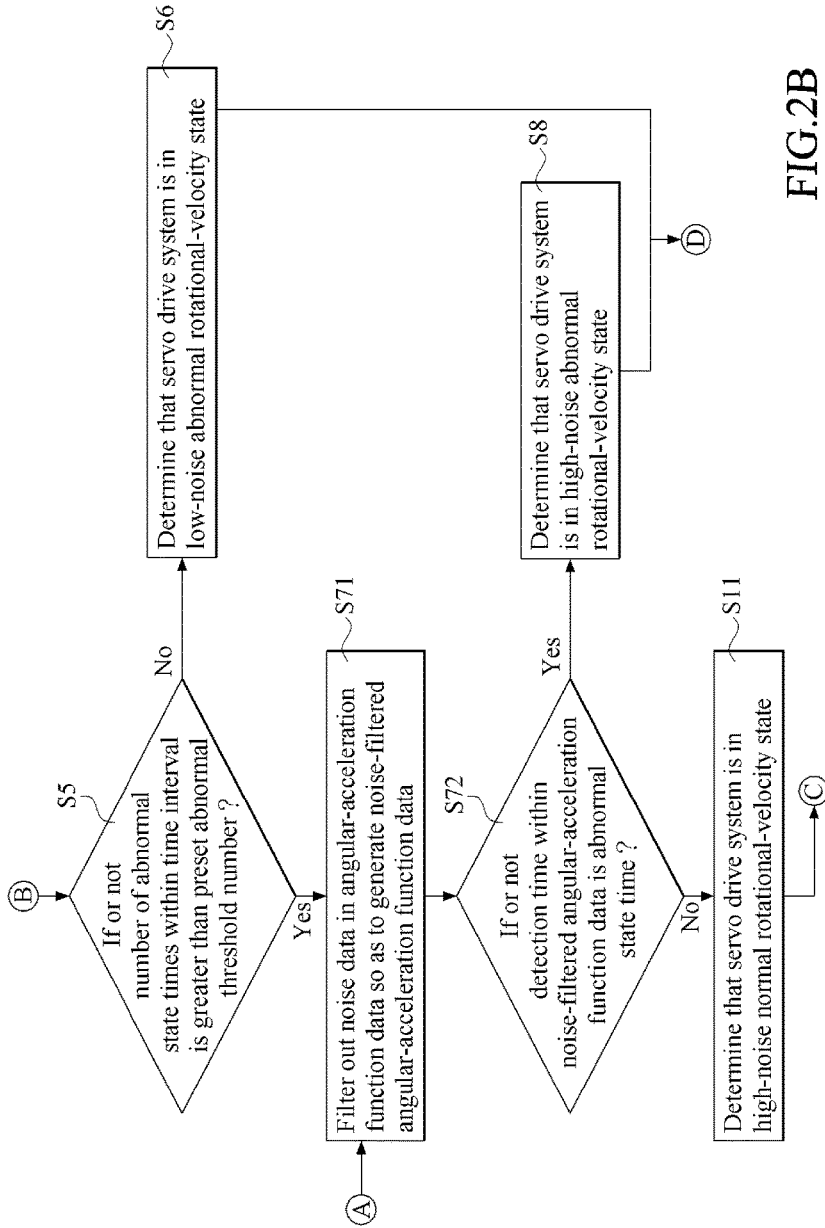 B
S5
If or not
number of abnormal
state times within time interval
is greater than preset abnormal
threshold number?
No
S6
Determine that servo drive system is in
low-noise abnormal rotational-velocity state
Yes
A
S71
Filter out noise data in angular-acceleration
function data so as to generate noise-filtered
angular-acceleration function data
S72
If or not
detection time within
noise-filtered angular-acceleration
function data is abnormal
state time?
Yes
S8
Determine that servo drive system
is in high-noise abnormal
rotational-velocity state
D
No
S11
Determine that servo drive system is in
high-noise normal rotational-velocity state
C
FIG.2B